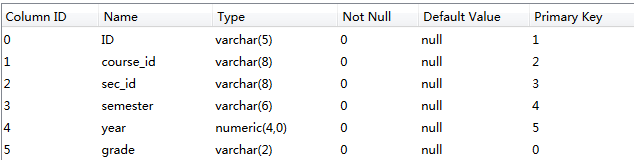 Column ID Name Type Not Null Default Value Primary Key
0 ID varchar(5) 0 null 1
1 course_id varchar(8) 0 null 2
2 sec_id varchar(8) 0 null 3
3 semester varchar(6) 0 null 4
4 year numeric(4,0) 0 null 5
5 grade varchar(2) 0 null 0